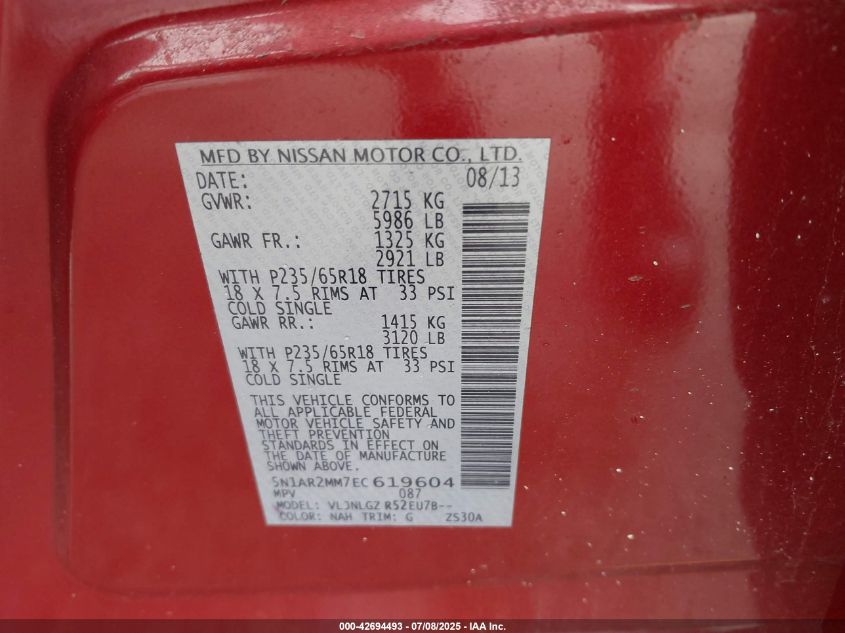 MFD BY NISSAN MOTOR CO., LTD.
DATE: 08/13
GVWR: 2715 KG
5986 LB
GAWR FR.: 1325 KG
2921 LB
WITH P235/65R18 TIRES
18 X 7.5 RIMS AT 33 PSI
COLD SINGLE
GAWR RR.: 1415 KG
3120 LB
WITH P235/65R18 TIRES
18 X 7.5 RIMS AT 33 PSI
COLD SINGLE
THIS VEHICLE CONFORMS TO
ALL APPLICABLE FEDERAL
MOTOR VEHICLE SAFETY AND
THEFT PREVENTION
STANDARDS IN EFFECT ON
THE DATE OF MANUFACTURE
SHOWN ABOVE.
5N1AR2MM7EC619604
MPV 087
MODEL: VLJNLGZ R52EU7B--
COLOR: NAH TRIM: G ZS30A
000-42694493 - 07/08/2025 - IAA Inc.